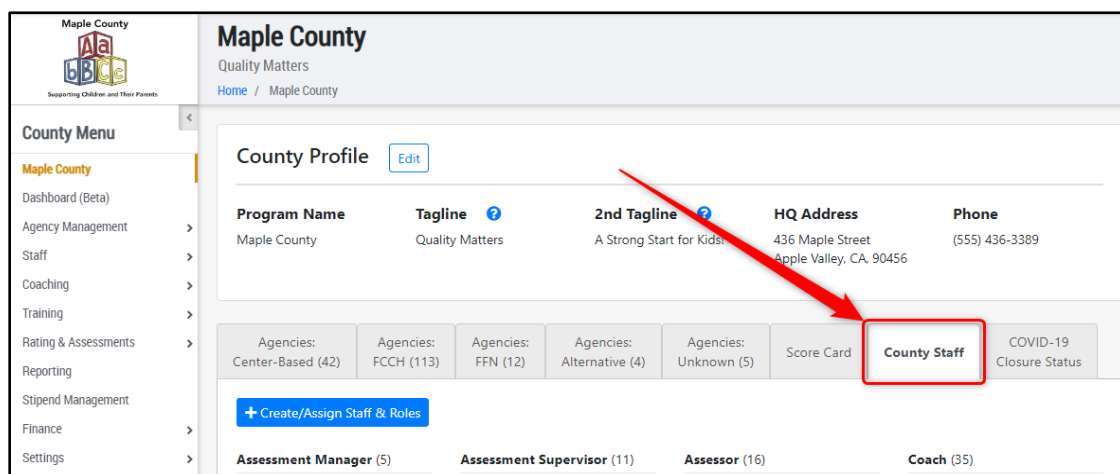 Maple County
Aa
bBCc
Supporting Children and Their Parents
County Menu
Maple County
Dashboard (Beta)
Agency Management
Staff
Coaching
Training
Rating & Assessments
Reporting
Stipend Management
Finance
Settings
Maple County
Quality Matters
Home / Maple County
County Profile Edit
Program Name Tagline ? 2nd Tagline ? HQ Address Phone
Maple County Quality Matters A Strong Start for Kids! 436 Maple Street (555) 436-3389
Apple Valley, CA, 90456
Agencies: Agencies: Agencies: Agencies: Agencies: Score Card County Staff COVID-19
Center-Based (42) FCCH (113) FFN (12) Alternative (4) Unknown (5) Closure Status
+ Create/Assign Staff & Roles
Assessment Manager (5) Assessment Supervisor (11) Assessor (16) Coach (35)